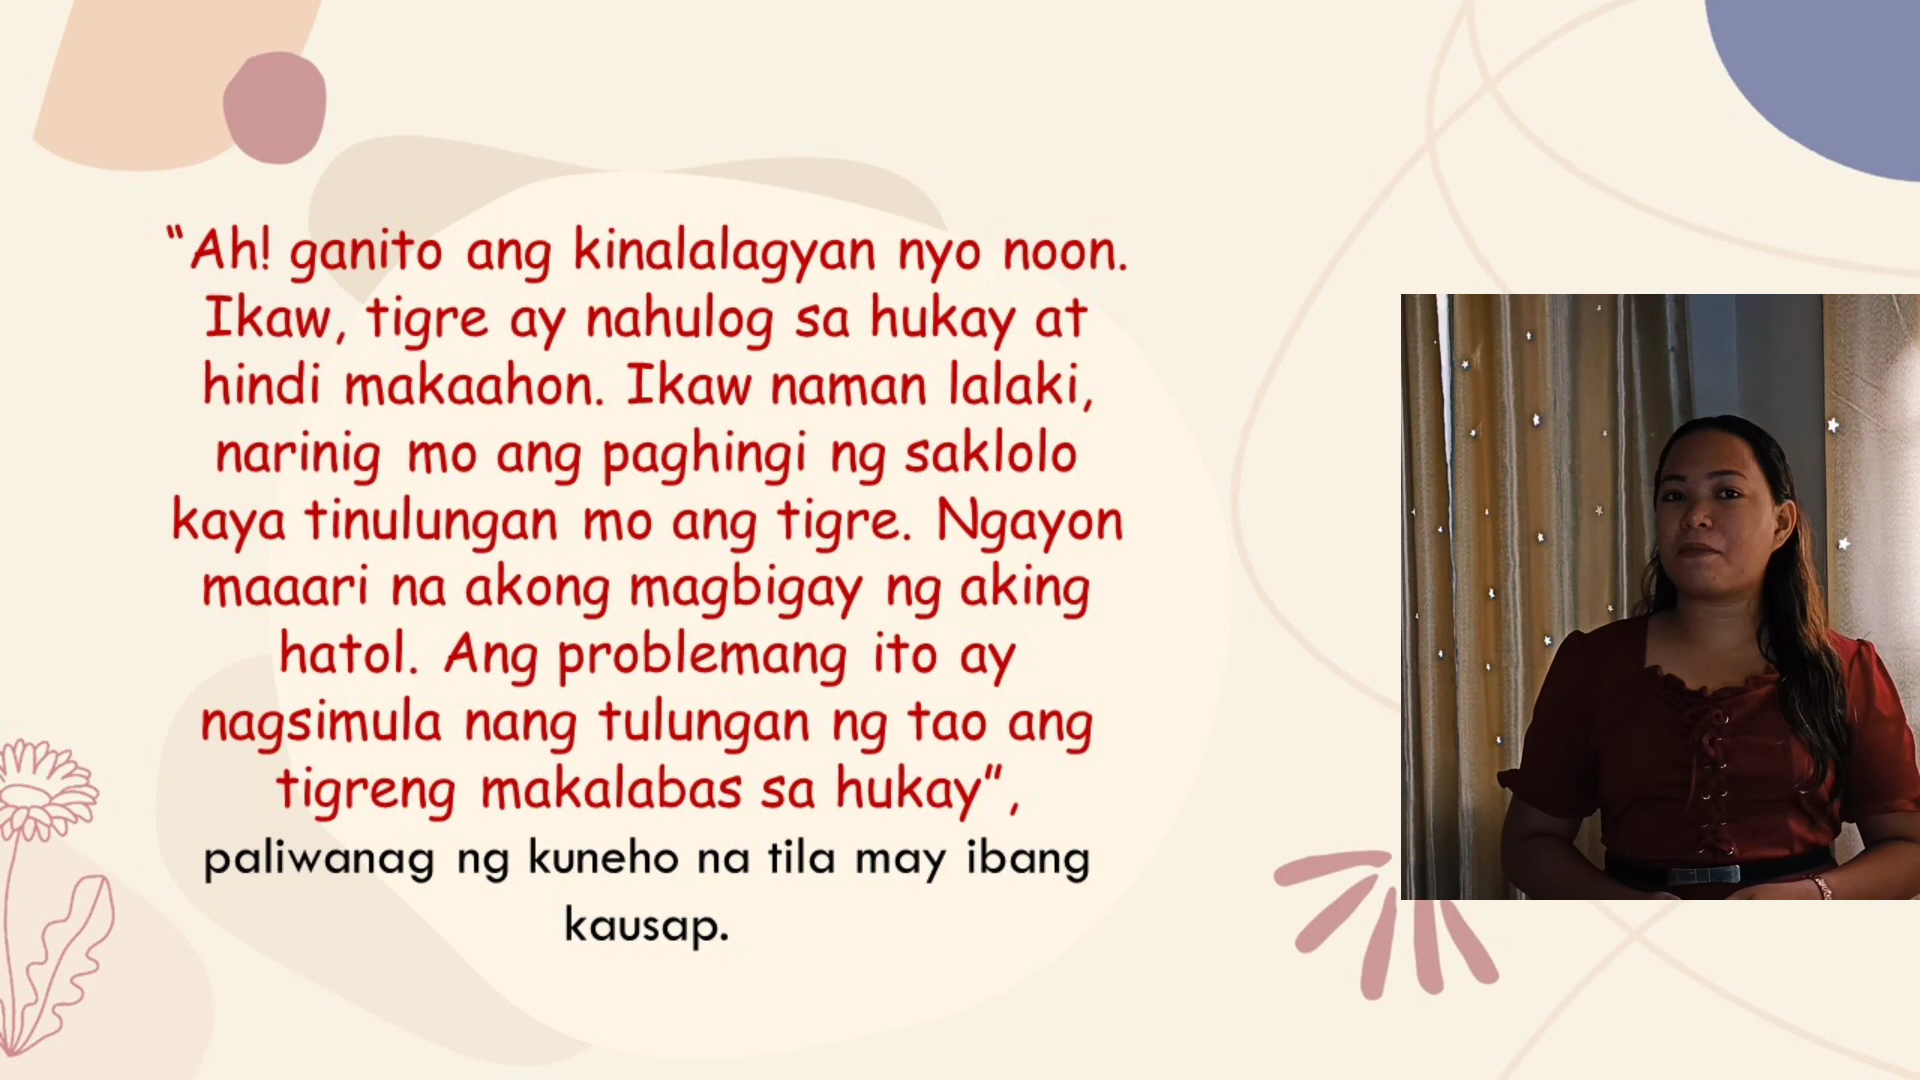 “Ah! ganito ang kinalalagyan nyo noon.
Ikaw, tigre ay nahulog sa hukay at
hindi makaahon. Ikaw naman lalaki,
narinig mo ang paghingi ng saklolo
kaya tinulungan mo ang tigre. Ngayon
maaari na akong magbigay ng aking
hatol. Ang problemang ito ay
nagsimula nang tulungan ng tao ang
tigreng makalabas sa hukay”,
paliwanag ng kuneho na tila may ibang
kausap.